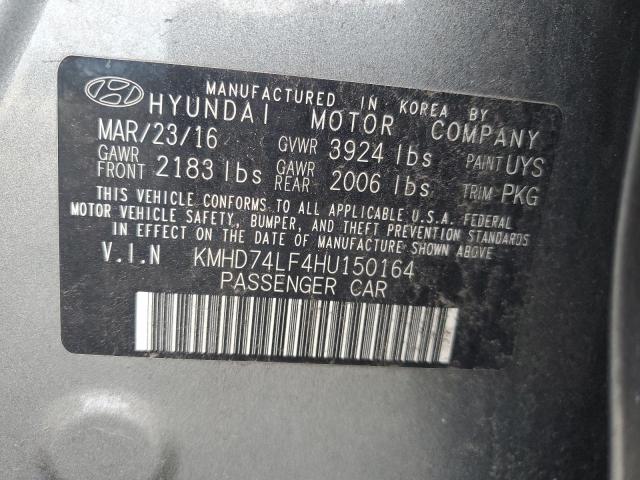 MANUFACTURED IN KOREA BY
HYUNDAI MOTOR COMPANY
MAR/23/16 GVWR 3924 lbs PAINT UYS
GAWR FRONT 2183 lbs GAWR REAR 2006 lbs TRIM PKG
THIS VEHICLE CONFORMS TO ALL APPLICABLE U.S.A. FEDERAL
MOTOR VEHICLE SAFETY, BUMPER, AND THEFT PREVENTION STANDARDS
IN EFFECT ON THE DATE OF MANUFACTURE SHOWN ABOVE
V.I.N KMHD74LF4HU150164
PASSENGER CAR